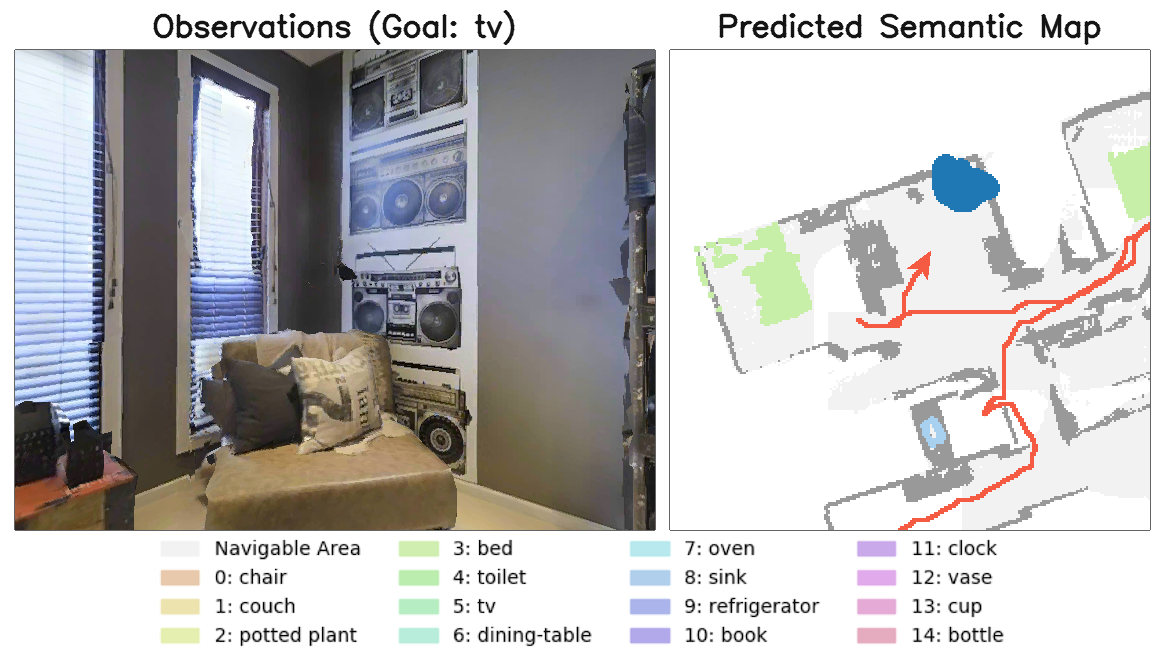 Observations (Goal: tv)
Predicted Semantic Map
Navigable Area
0: chair
1: couch
2: potted plant
3: bed
4: toilet
5: tv
6: dining-table
7: oven
8: sink
9: refrigerator
10: book
11: clock
12: vase
13: cup
14: bottle